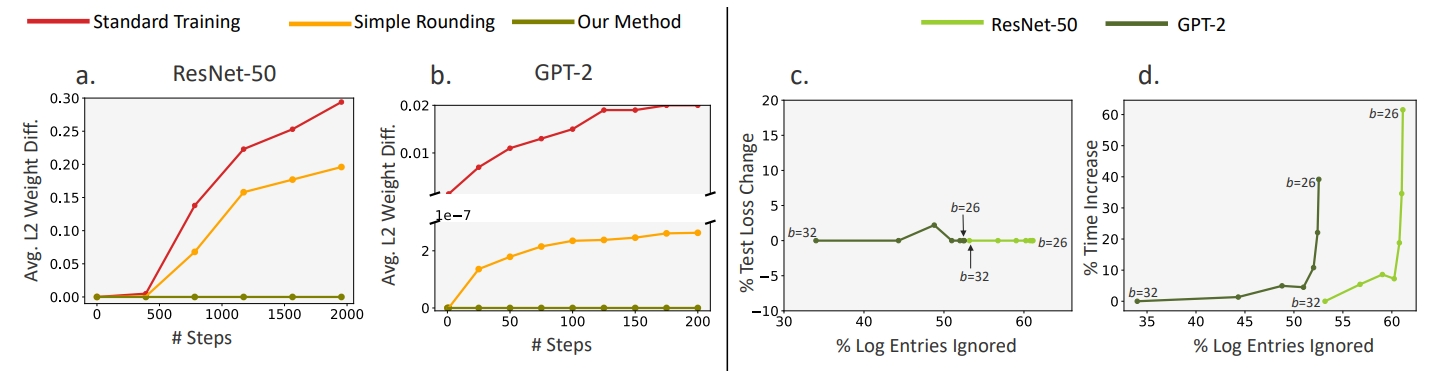 Standard Training Simple Rounding Our Method
ResNet-50 GPT-2
a. ResNet-50
Avg. L2 Weight Diff.
0.30
0.25
0.20
0.15
0.10
0.05
0.00
0 500 1000 1500 2000
# Steps
b. GPT-2
Avg. L2 Weight Diff.
0.02
0.01
1e−7
2
0
0 50 100 150 200
# Steps
c.
% Test Loss Change
20
15
10
5
0
−5
−10
b=32
b=26
b=32
b=26
30 40 50 60
% Log Entries Ignored
d.
% Time Increase
60
50
40
30
20
10
0
b=26
b=26
b=32
b=32
35 40 45 50 55 60
% Log Entries Ignored